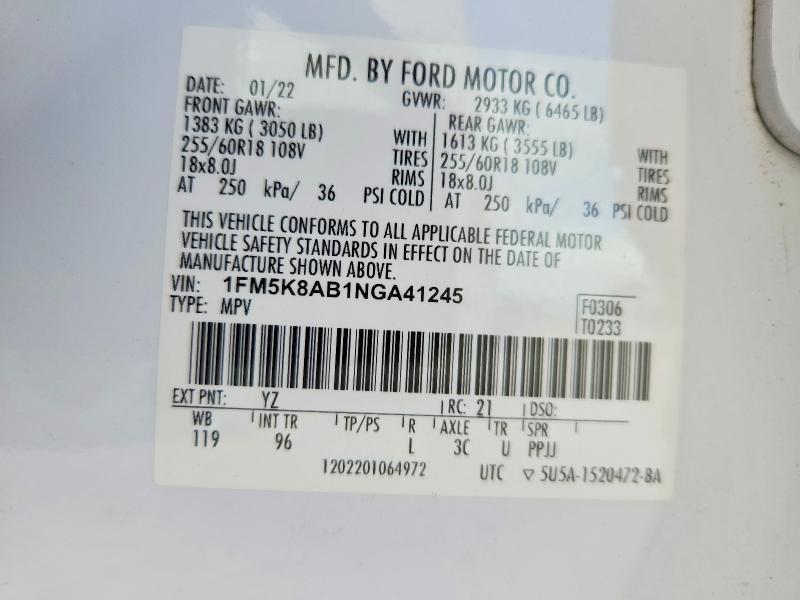 MFD. BY FORD MOTOR CO.
DATE: 01/22 GVWR: 2933 KG ( 6465 LB)
FRONT GAWR: REAR GAWR:
1383 KG ( 3050 LB) WITH 1613 KG ( 3555 LB) WITH
255/60R18 108V TIRES 255/60R18 108V TIRES
18x8.0J RIMS 18x8.0J RIMS
AT 250 kPa/ 36 PSI COLD AT 250 kPa/ 36 PSI COLD
THIS VEHICLE CONFORMS TO ALL APPLICABLE FEDERAL MOTOR
VEHICLE SAFETY STANDARDS IN EFFECT ON THE DATE OF
MANUFACTURE SHOWN ABOVE.
VIN: 1FM5K8AB1NGA41245
TYPE: MPV F0306
T0233
EXT PNT: YZ RC: 21 DSO:
WB INT TR TP/PS R AXLE TR SPR
119 96 L 3C U PPJJ
1202201064972 UTC ▽ 5U5A-1520472-BA